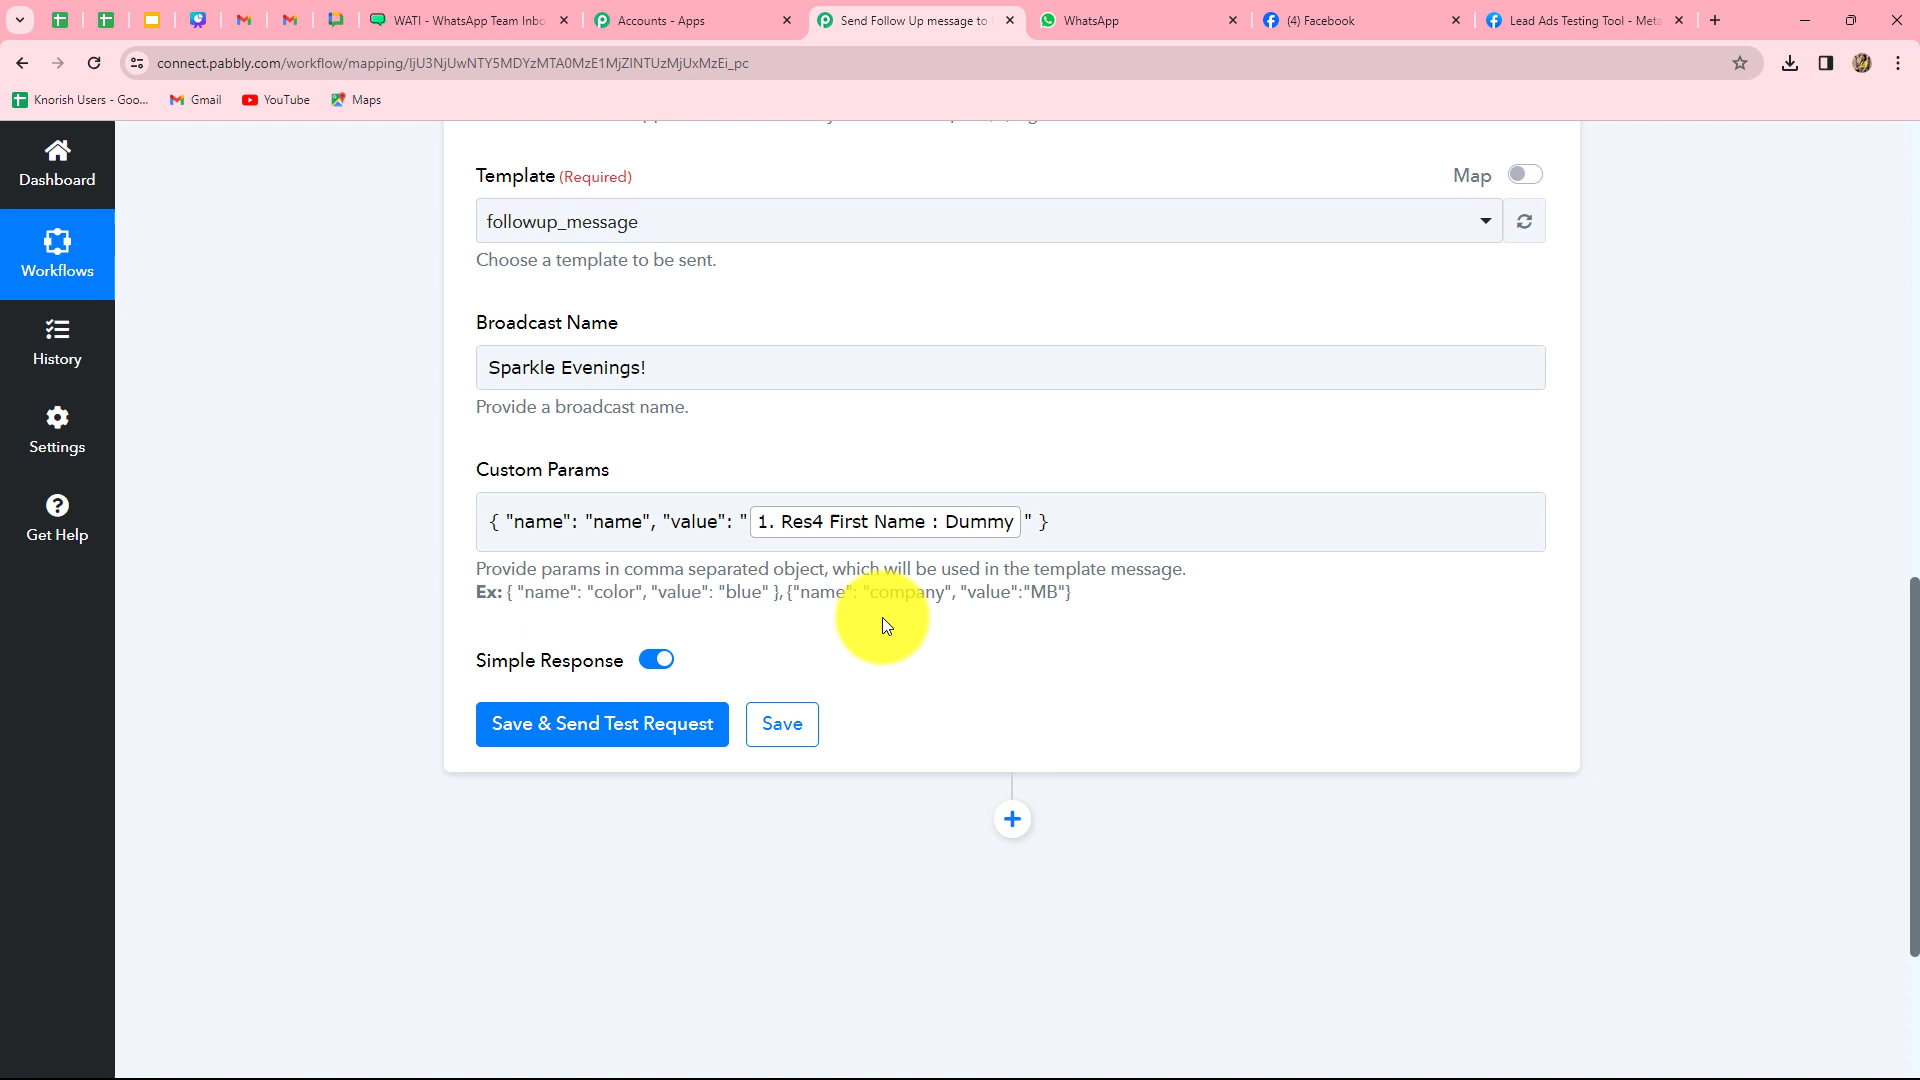 WATI - WhatsApp Team Inbo
Accounts - Apps
Send Follow Up message to
WhatsApp
(4) Facebook
Lead Ads Testing Tool - Meta
connect.pabbly.com/workflow/mapping/IjU3NjUwNTY5MDYzMTA0MzE1MjZlNTUzMjUxMzEi_pc
Knorish Users - Goo...
Gmail
YouTube
Maps
Dashboard
Workflows
History
Settings
Get Help
Template (Required)
Map
followup_message
Choose a template to be sent.
Broadcast Name
Sparkle Evenings!
Provide a broadcast name.
Custom Params
{ "name": "name", "value": " 1. Res4 First Name : Dummy " }
Provide params in comma separated object, which will be used in the template message.
Ex: { "name": "color", "value": "blue" }, {"name": "company", "value":"MB"}
Simple Response
Save & Send Test Request
Save